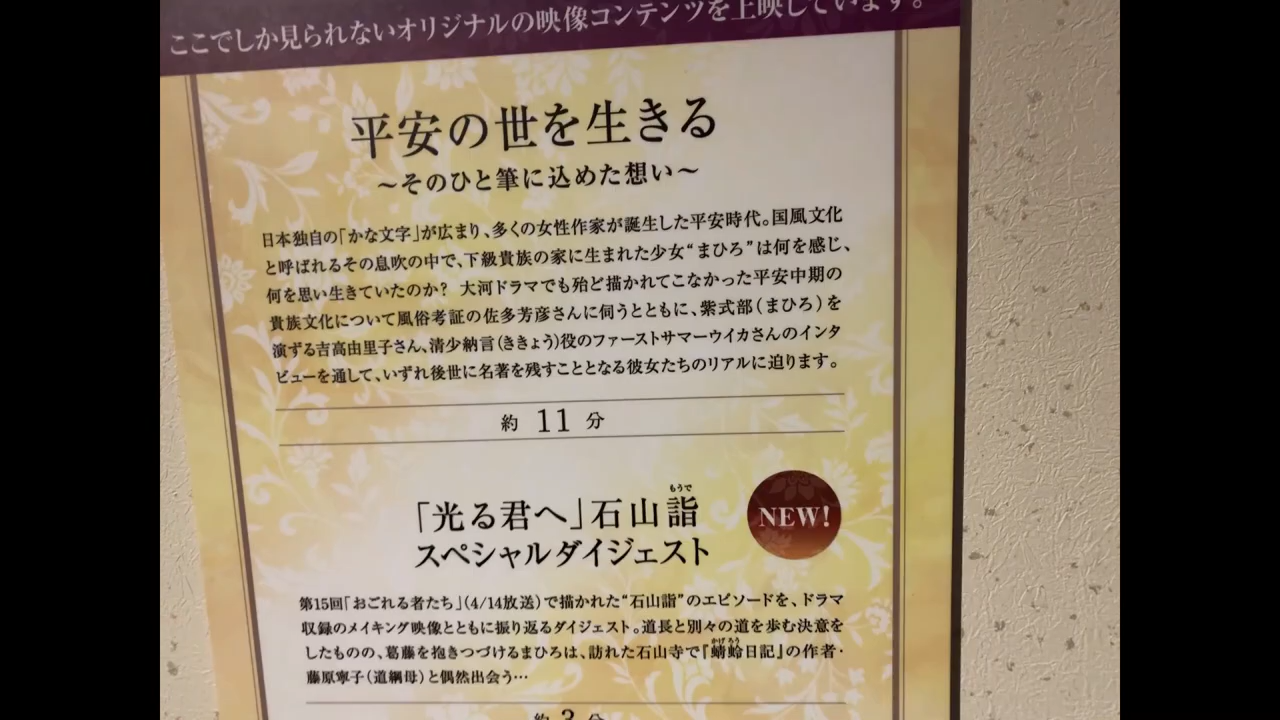 ここでしか見られないオリジナルの映像コンテンツを上映しています。
平安の世を生きる
～そのひと筆に込めた想い～
日本独自の「かな文字」が広まり、多くの女性作家が誕生した平安時代。国風文化
と呼ばれるその息吹の中で、下級貴族の家に生まれた少女“まひろ”は何を感じ、
何を思い生きていたのか? 大河ドラマでも殆ど描かれてこなかった平安中期の
貴族文化について風俗考証の佐多芳彦さんに伺うとともに、紫式部(まひろ)を
演ずる吉高由里子さん、清少納言(ききょう)役のファーストサマーウイカさんのインタ
ビューを通して、いずれ後世に名著を残すこととなる彼女たちのリアルに迫ります。
約 11 分
もうで
「光る君へ」石山詣
スペシャルダイジェスト
NEW!
第15回「おごれる者たち」(4/14放送)で描かれた“石山詣”のエピソードを、ドラマ
収録のメイキング映像とともに振り返るダイジェスト。道長と別々の道を歩む決意を
かげ ろう
したものの、葛藤を抱きつづけるまひろは、訪れた石山寺で『蜻蛉日記』の作者・
藤原寧子(道綱母)と偶然出会う…
約 3 分